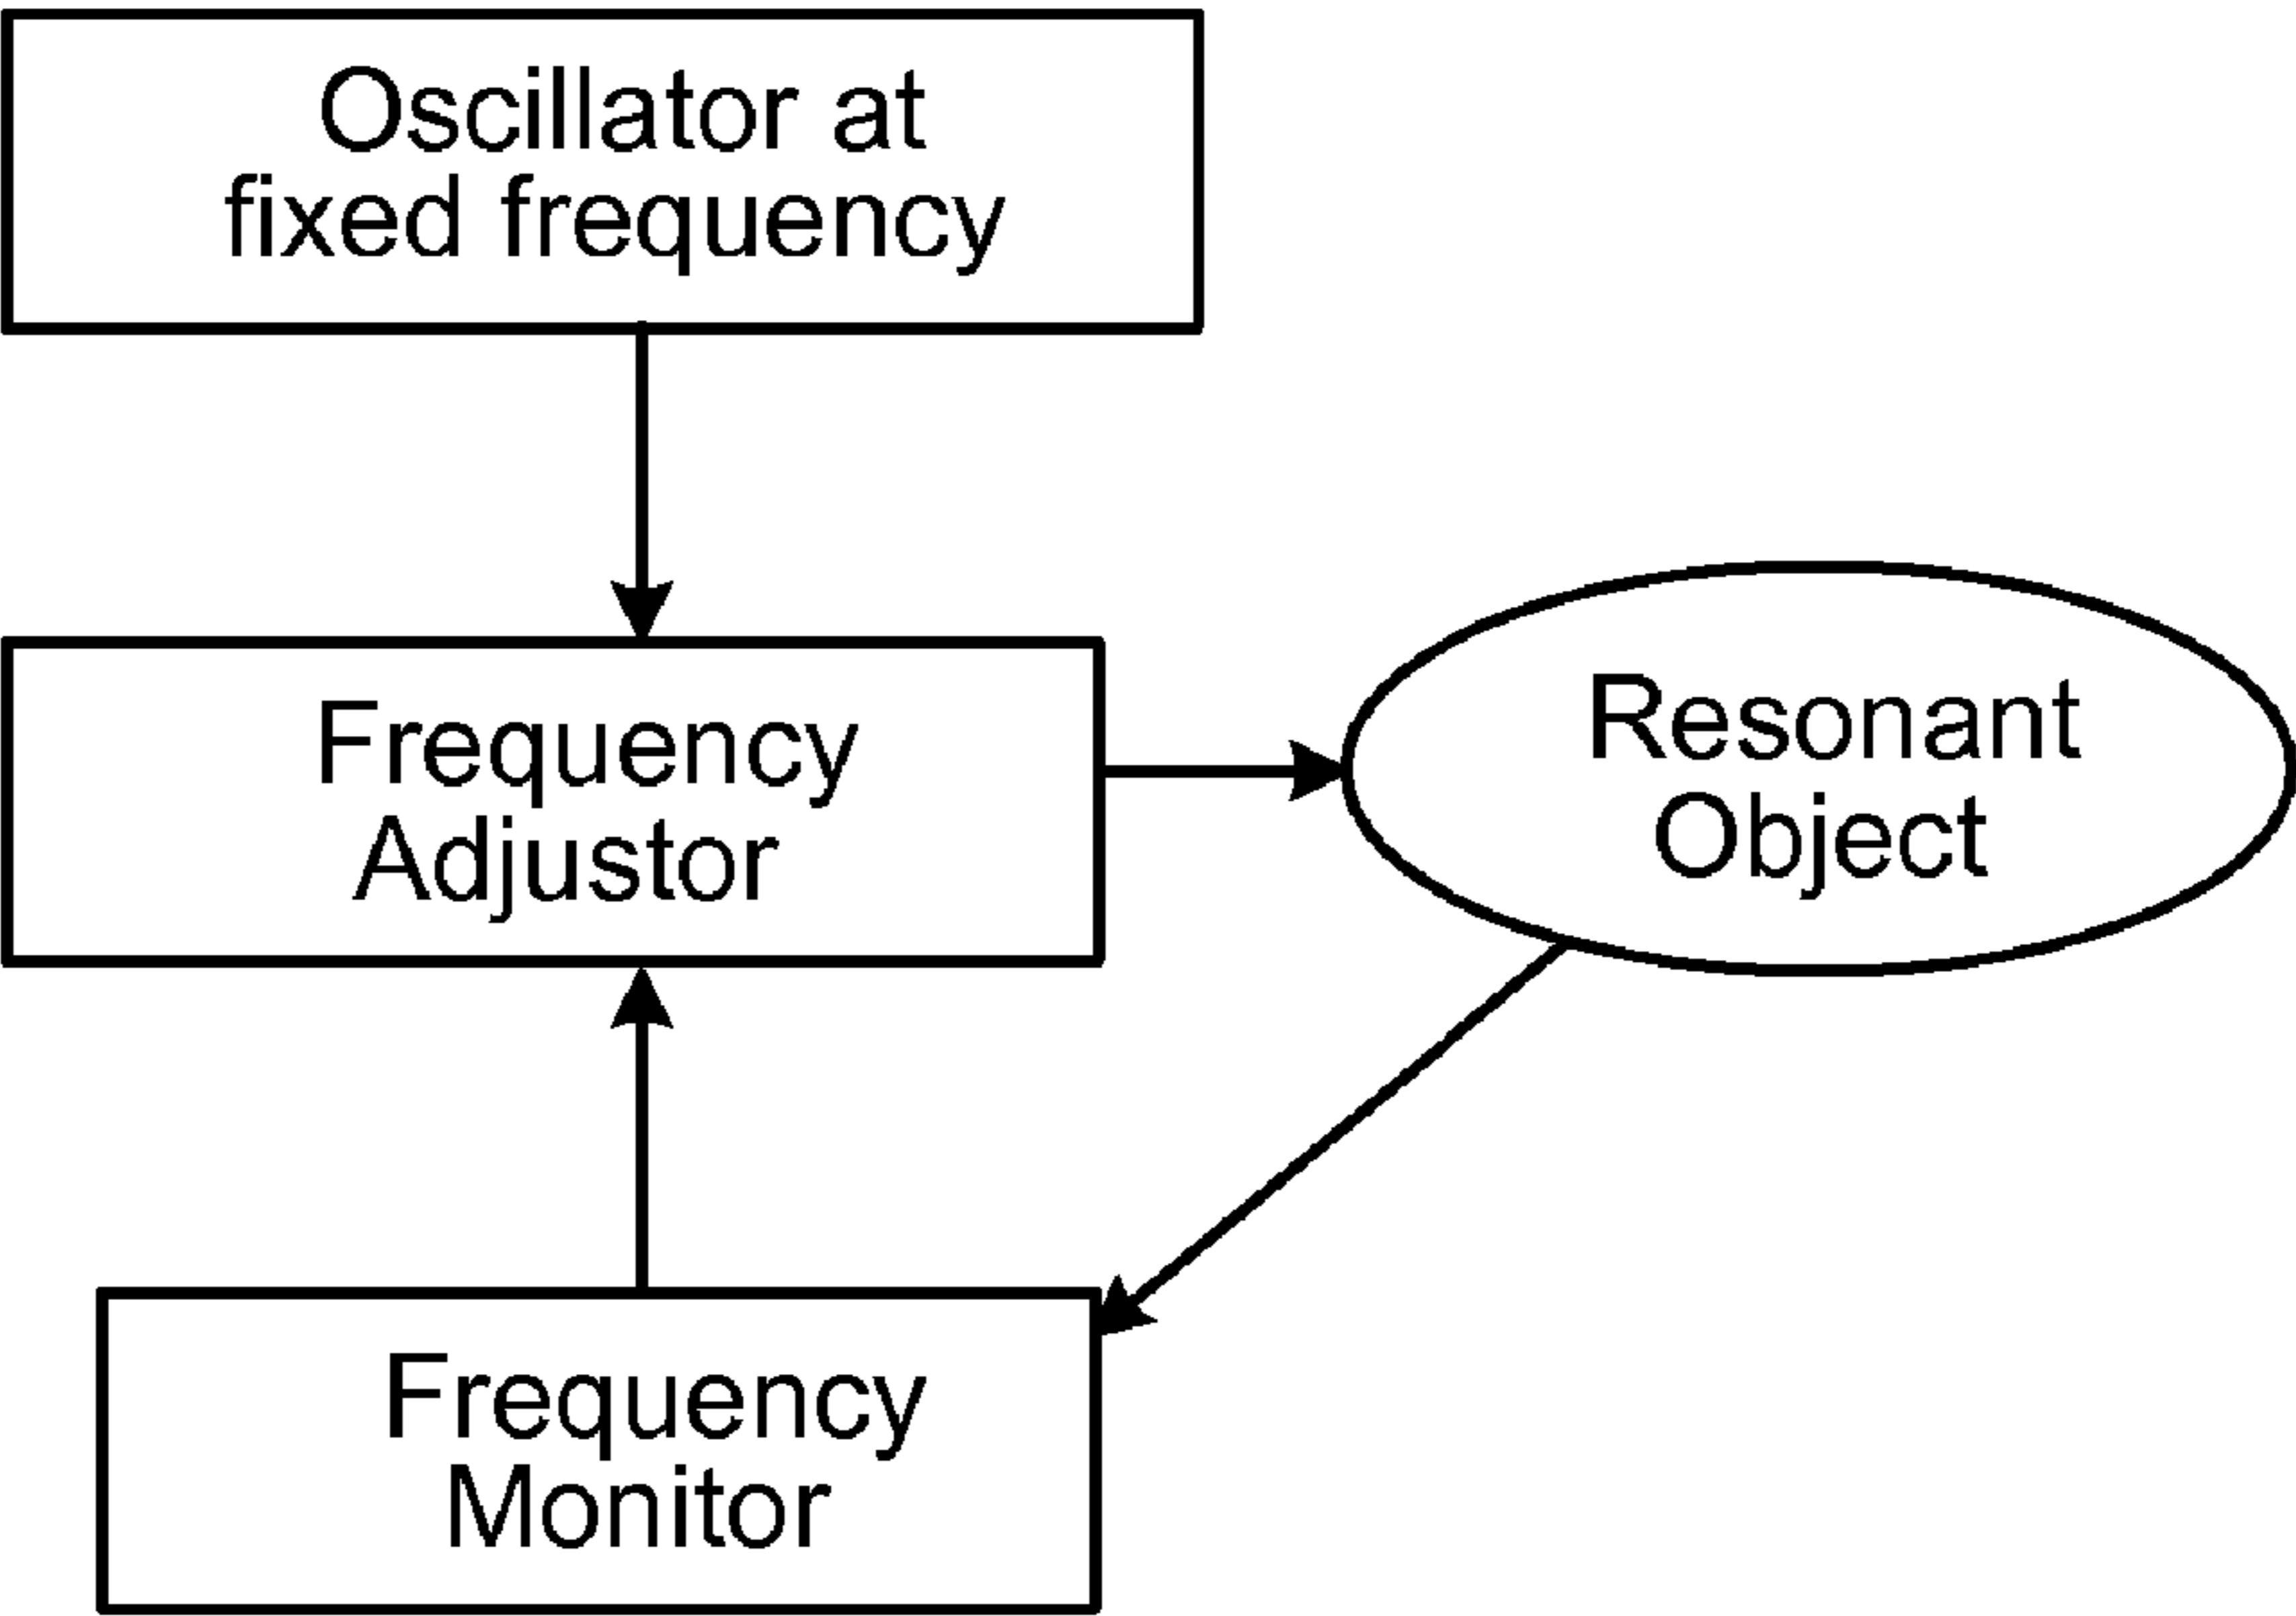 Oscillator at
fixed frequency
Frequency
Adjustor
Resonant
Object
Frequency
Monitor